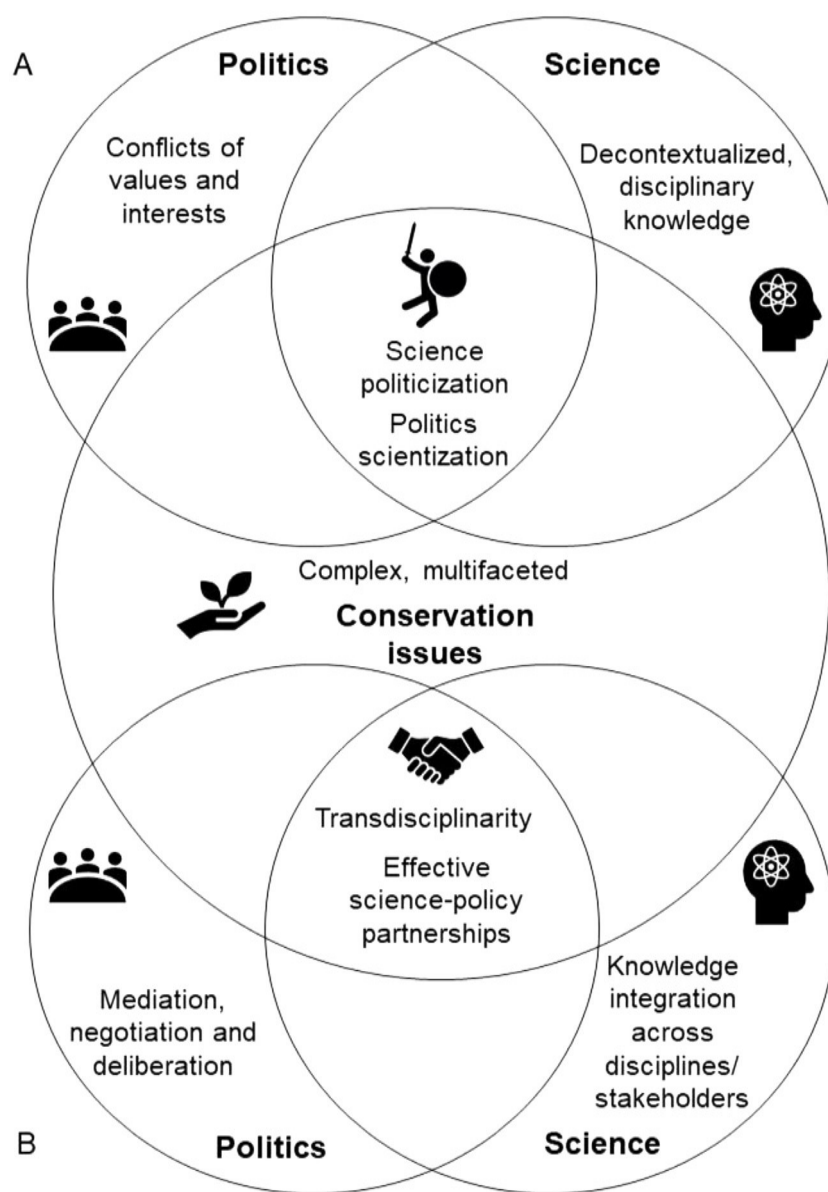 A
Politics
Science
Conflicts of
values and
interests
Decontextualized,
disciplinary
knowledge
Science
politicization
Politics
scientization
Complex, multifaceted
Conservation
issues
Transdisciplinarity
Effective
science-policy
partnerships
Mediation,
negotiation and
deliberation
Knowledge
integration
across
disciplines/
stakeholders
B
Politics
Science